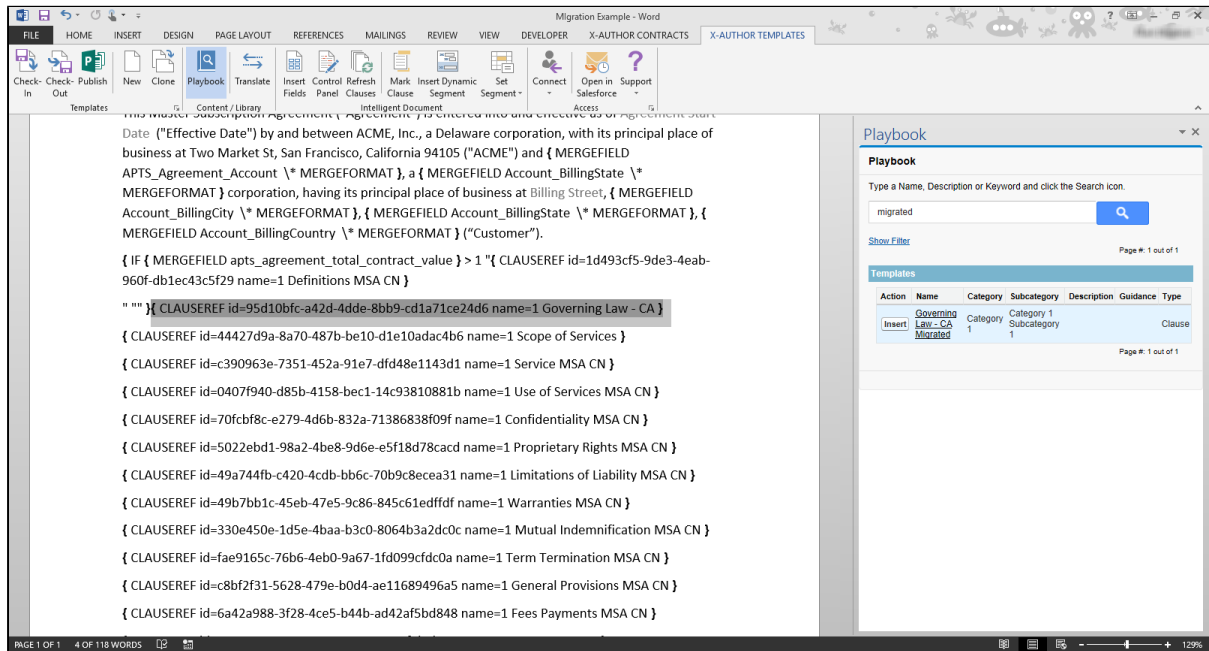 MIgration Example - Word
FILE HOME INSERT DESIGN PAGE LAYOUT REFERENCES MAILINGS REVIEW VIEW DEVELOPER X-AUTHOR CONTRACTS X-AUTHOR TEMPLATES
Check-In Check-Out Publish New Clone Playbook Translate Insert Fields Control Panel Refresh Clauses Mark Clause Insert Dynamic Segment Set Segment Connect Open in Salesforce Support
Templates Content / Library Intelligent Document Access
This Master Subscription Agreement ("Agreement") is entered into and effective as of Agreement Start
Date ("Effective Date") by and between ACME, Inc., a Delaware corporation, with its principal place of
business at Two Market St, San Francisco, California 94105 ("ACME") and { MERGEFIELD
APTS_Agreement_Account \* MERGEFORMAT }, a { MERGEFIELD Account_BillingState \*
MERGEFORMAT } corporation, having its principal place of business at Billing Street, { MERGEFIELD
Account_BillingCity \* MERGEFORMAT }, { MERGEFIELD Account_BillingState \* MERGEFORMAT }, {
MERGEFIELD Account_BillingCountry \* MERGEFORMAT } (“Customer”).
{ IF { MERGEFIELD apts_agreement_total_contract_value } > 1 "{ CLAUSEREF id=1d493cf5-9de3-4eab-
960f-db1ec43c5f29 name=1 Definitions MSA CN }
" "" }{ CLAUSEREF id=95d10bfc-a42d-4dde-8bb9-cd1a71ce24d6 name=1 Governing Law - CA }
{ CLAUSEREF id=44427d9a-8a70-487b-be10-d1e10adac4b6 name=1 Scope of Services }
{ CLAUSEREF id=c390963e-7351-452a-91e7-dfd48e1143d1 name=1 Service MSA CN }
{ CLAUSEREF id=0407f940-d85b-4158-bec1-14c93810881b name=1 Use of Services MSA CN }
{ CLAUSEREF id=70fcbf8c-e279-4d6b-832a-71386838f09f name=1 Confidentiality MSA CN }
{ CLAUSEREF id=5022ebd1-98a2-4be8-9d6e-e5f18d78cacd name=1 Proprietary Rights MSA CN }
{ CLAUSEREF id=49a744fb-c420-4cdb-bb6c-70b9c8ecea31 name=1 Limitations of Liability MSA CN }
{ CLAUSEREF id=49b7bb1c-45eb-47e5-9c86-845c61edffdf name=1 Warranties MSA CN }
{ CLAUSEREF id=330e450e-1d5e-4baa-b3c0-8064b3a2dc0c name=1 Mutual Indemnification MSA CN }
{ CLAUSEREF id=fae9165c-76b6-4eb0-9a67-1fd099cfdc0a name=1 Term Termination MSA CN }
{ CLAUSEREF id=c8bf2f31-5628-479e-b0d4-ae11689496a5 name=1 General Provisions MSA CN }
{ CLAUSEREF id=6a42a988-3f28-4ce5-b44b-ad42af5bd848 name=1 Fees Payments MSA CN }
Playbook
Playbook
Type a Name, Description or Keyword and click the Search icon.
migrated
Show Filter
Page #: 1 out of 1
Templates
Action Name Category Subcategory Description Guidance Type
Insert Governing Law - CA Migrated Category 1 Category 1 Subcategory 1 Clause
Page #: 1 out of 1
PAGE 1 OF 1 4 OF 118 WORDS 129%